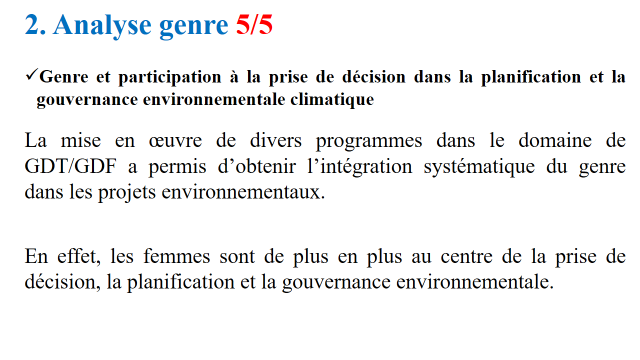 2. Analyse genre 5/5
✓Genre et participation à la prise de décision dans la planification et la
gouvernance environnementale climatique
La mise en œuvre de divers programmes dans le domaine de
GDT/GDF a permis d’obtenir l’intégration systématique du genre
dans les projets environnementaux.
En effet, les femmes sont de plus en plus au centre de la prise de
décision, la planification et la gouvernance environnementale.